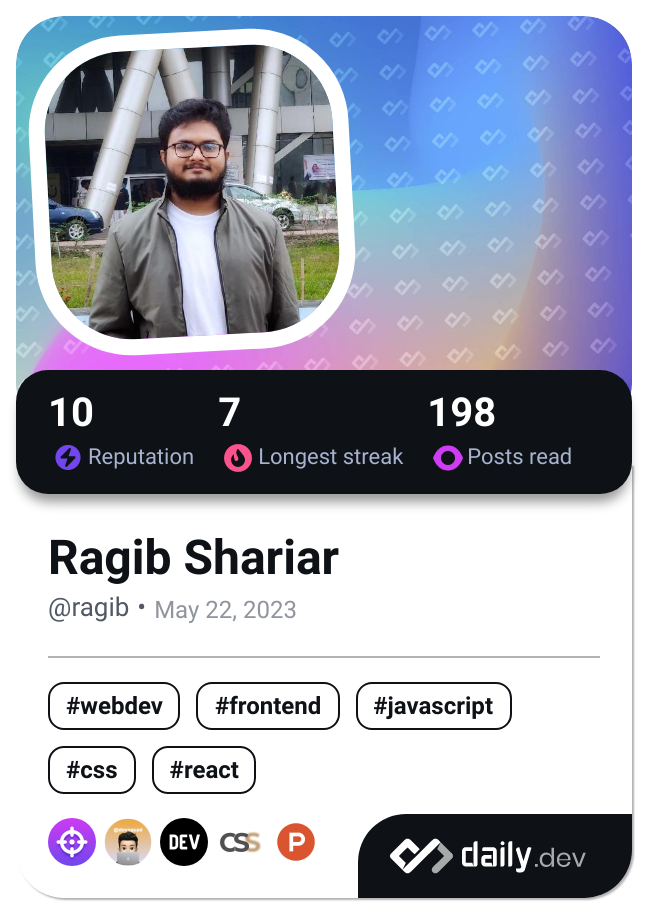 10 7 198
Reputation Longest streak Posts read
Ragib Shariar
@ragib • May 22, 2023
#webdev #frontend #javascript
#css #react
DEV CSS P
daily.dev